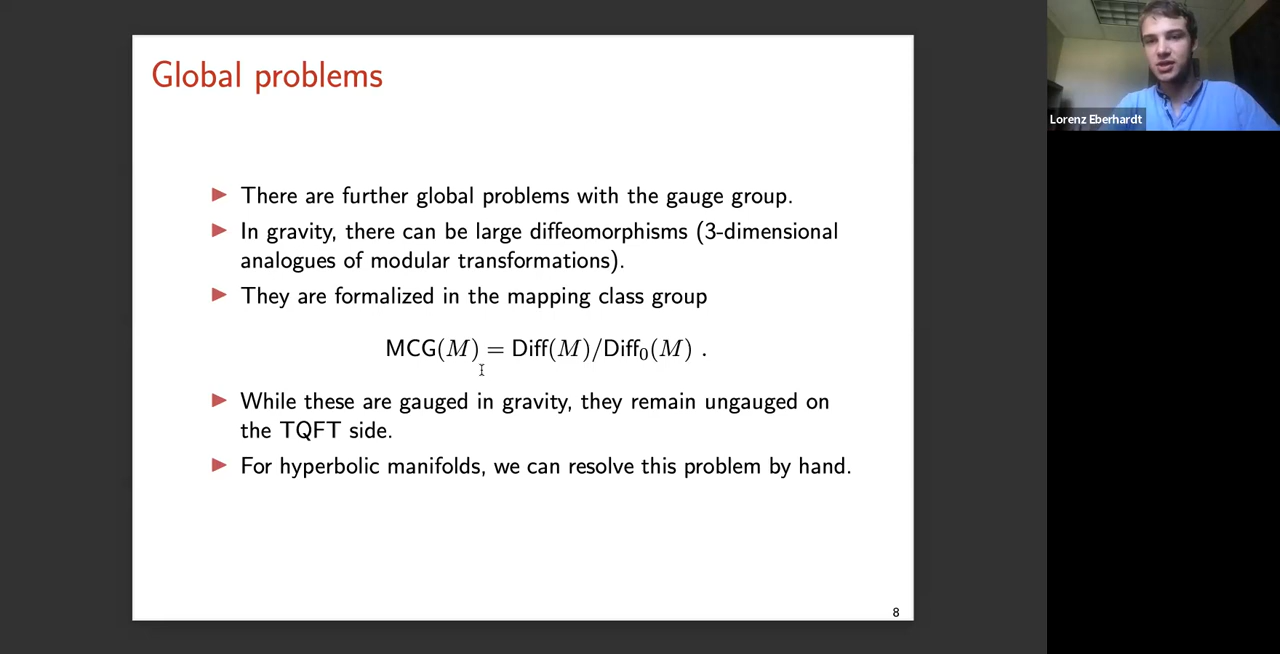 Global problems
▶ There are further global problems with the gauge group.
▶ In gravity, there can be large diffeomorphisms (3-dimensional
analogues of modular transformations).
▶ They are formalized in the mapping class group
MCG(M) = Diff(M)/Diff₀(M) .
▶ While these are gauged in gravity, they remain ungauged on
the TQFT side.
▶ For hyperbolic manifolds, we can resolve this problem by hand.
8
Lorenz Eberhardt